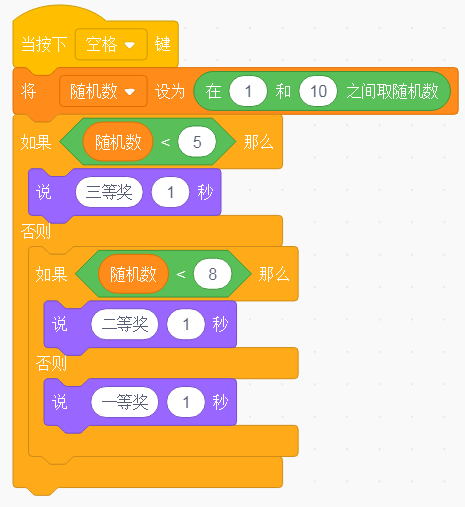 当按下 空格 键
将 随机数 设为 在 1 和 10 之间取随机数
如果 随机数 < 5 那么
说 三等奖 1 秒
否则
如果 随机数 < 8 那么
说 二等奖 1 秒
否则
说 一等奖 1 秒